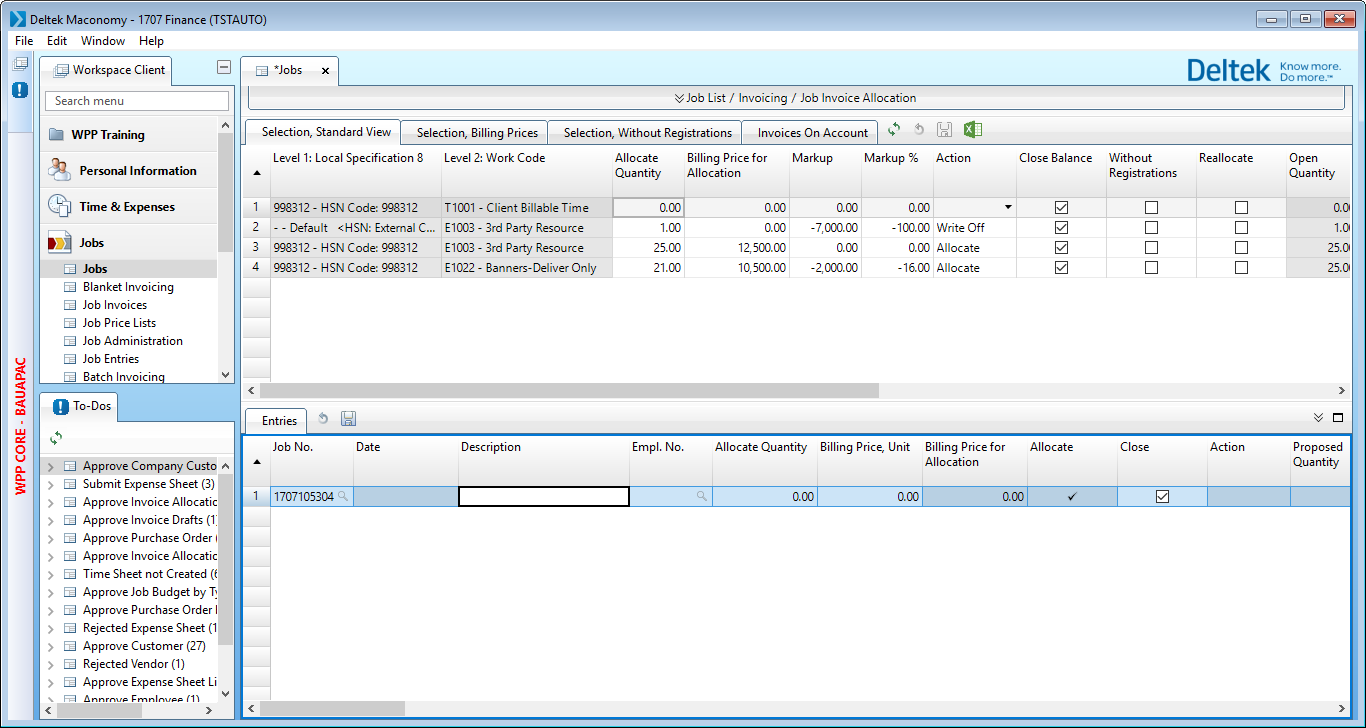 Deltek Maconomy - 1707 Finance (TSTAUTO)
File Edit Window Help
Workspace Client
Search menu
WPP Training
Personal Information
Time & Expenses
Jobs
Jobs
Blanket Invoicing
Job Invoices
Job Price Lists
Job Administration
Job Entries
Batch Invoicing
WPP CORE - BAUAPAC
To-Dos
Approve Company Custo
Submit Expense Sheet (3)
Approve Invoice Allocatio
Approve Invoice Drafts (1
Approve Purchase Order (
Approve Invoice Allocatio
Time Sheet not Created (6
Approve Job Budget by Ty
Approve Purchase Order I
Rejected Expense Sheet (1
Approve Customer (27)
Rejected Vendor (1)
Approve Expense Sheet Li
Approve Employee (1)
*Jobs x
Deltek Know more.
Do more.™
Job List / Invoicing / Job Invoice Allocation
Selection, Standard View Selection, Billing Prices Selection, Without Registrations Invoices On Account
Level 1: Local Specification 8 Level 2: Work Code Allocate Billing Price for Markup Markup % Action Close Balance Without Reallocate Open
Quantity Allocation Registrations Quantity
1 998312 - HSN Code: 998312 T1001 - Client Billable Time 0.00 0.00 0.00 0.00 0.00
2 - - Default <HSN: External C... E1003 - 3rd Party Resource 1.00 0.00 -7,000.00 -100.00 Write Off 1.00
3 998312 - HSN Code: 998312 E1003 - 3rd Party Resource 25.00 12,500.00 0.00 0.00 Allocate 25.00
4 998312 - HSN Code: 998312 E1022 - Banners-Deliver Only 21.00 10,500.00 -2,000.00 -16.00 Allocate 25.00
Entries
Job No. Date Description Empl. No. Allocate Quantity Billing Price, Unit Billing Price for Allocate Close Action Proposed
Allocation Quantity
1 1707105304 0.00 0.00 0.00